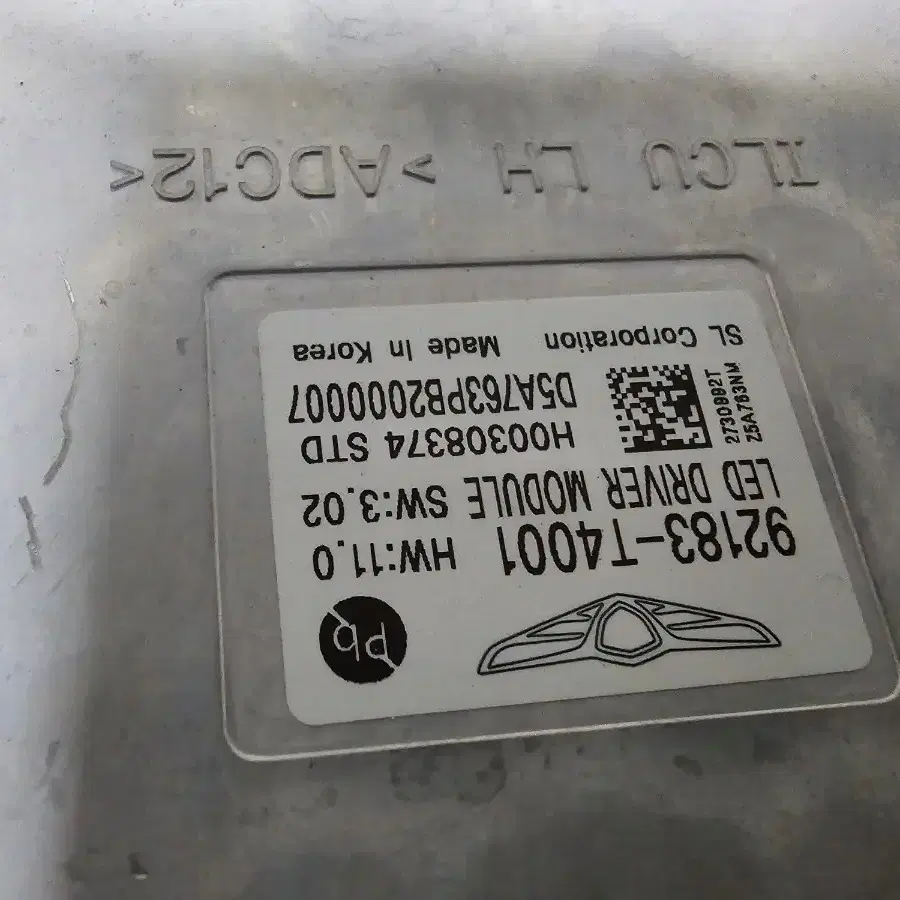 Pb
92183-T4001 HW:11.0
LED DRIVER MODULE SW:3.02
H00308374 STD
D5A763PB2000007
Z5A763NM
2730892T
SL Corporation Made In Korea
ILCU LH >ADC12<